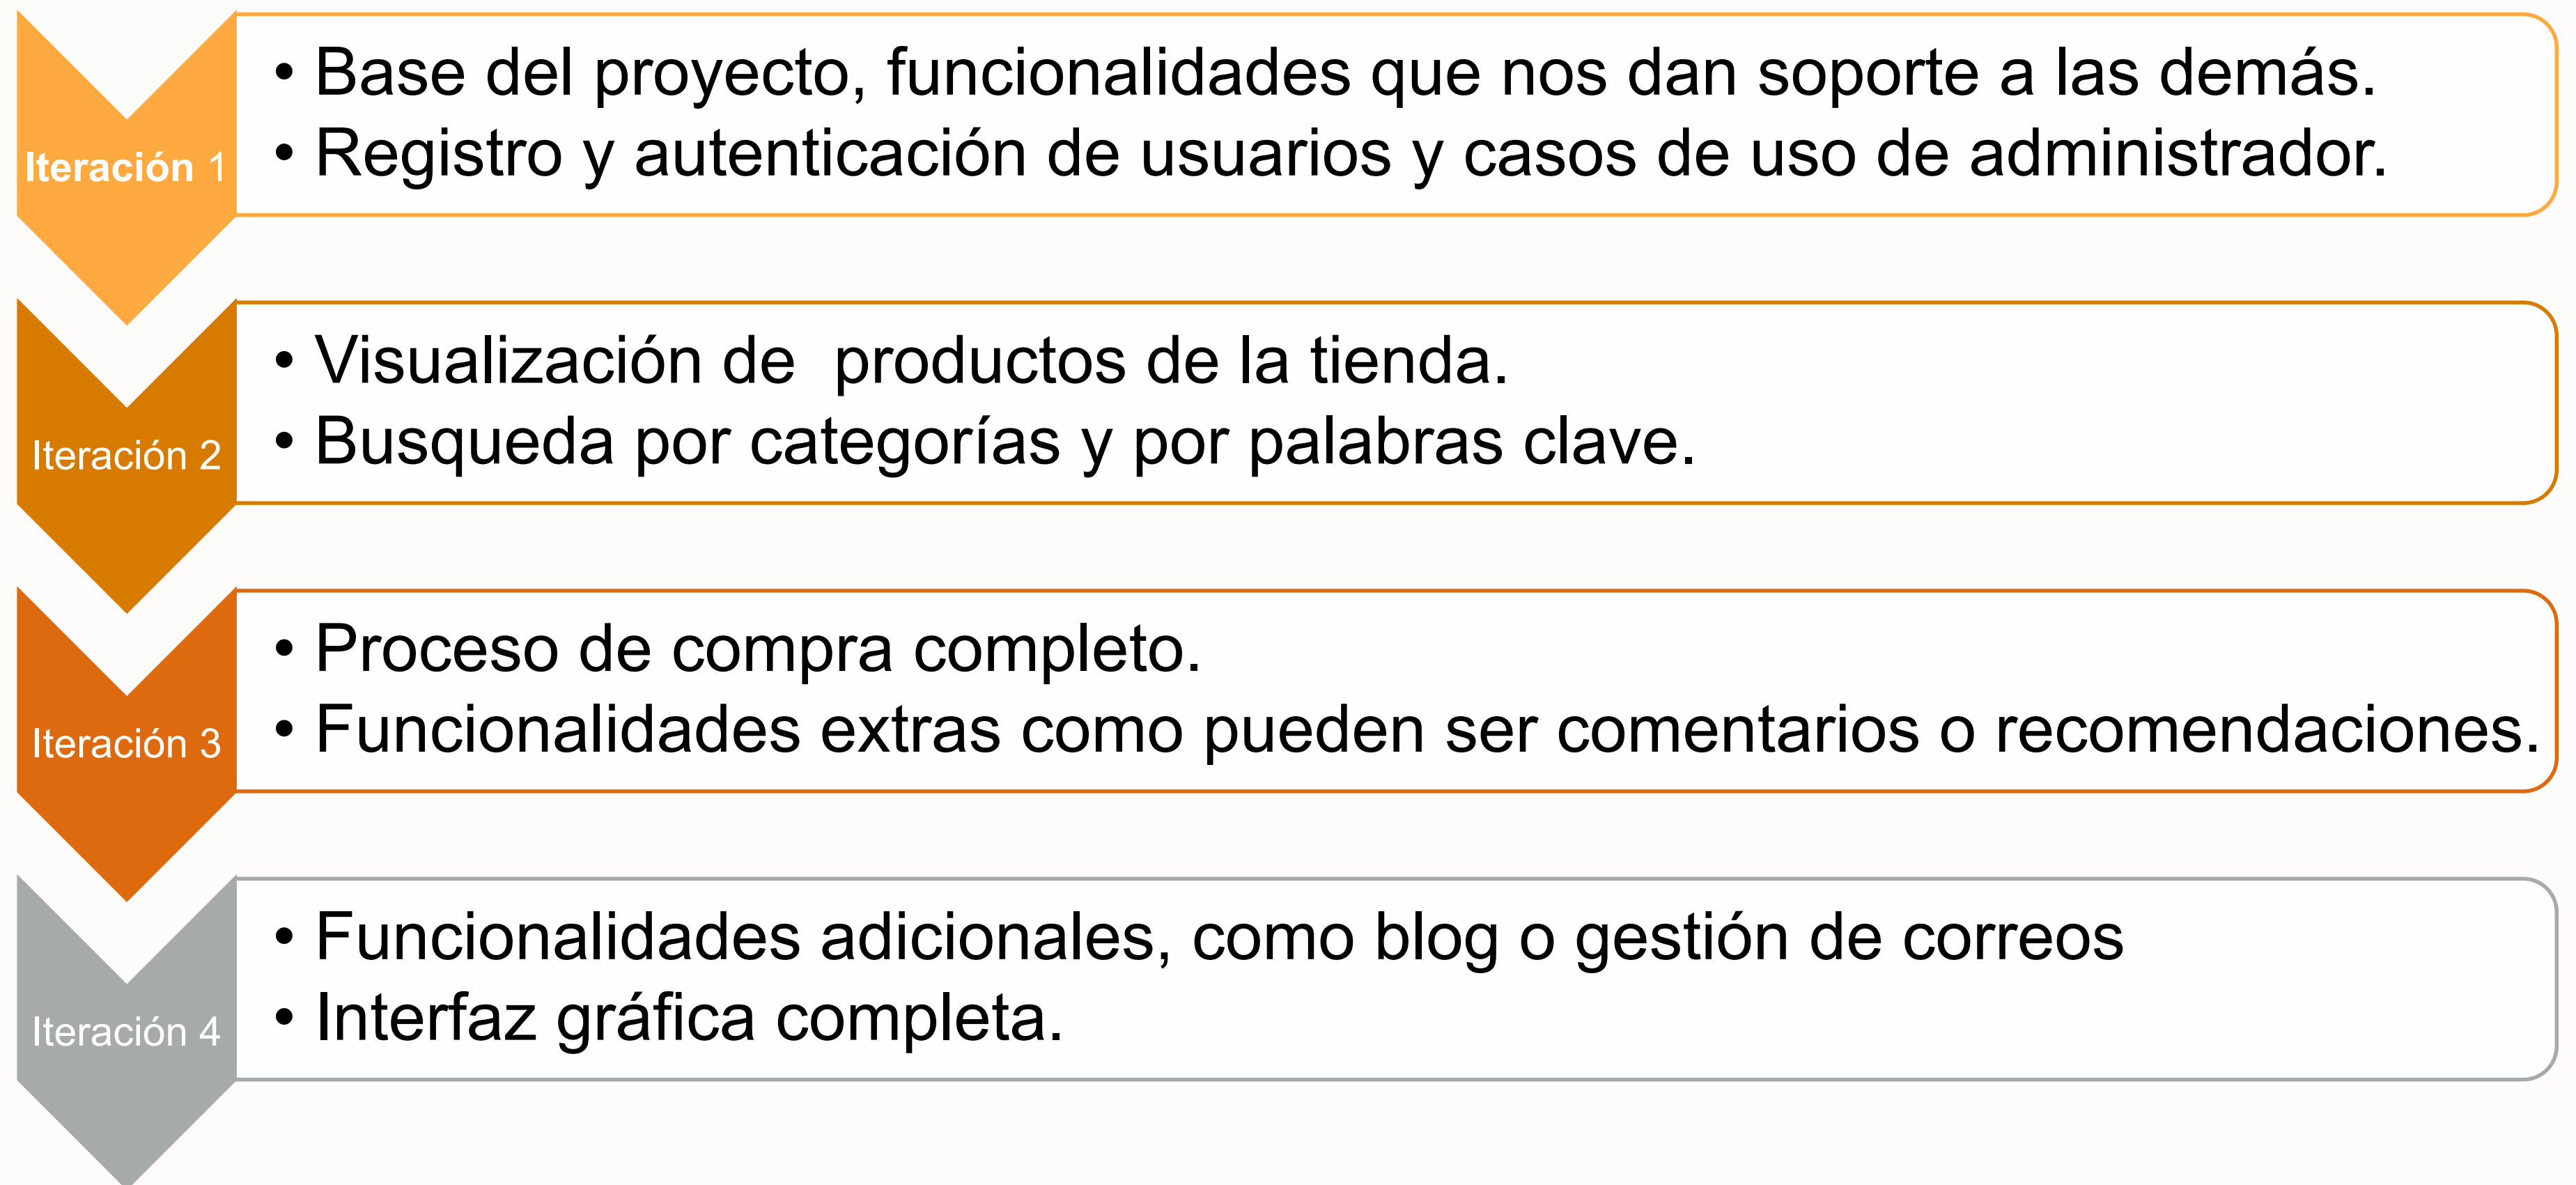 Iteración 1
• Base del proyecto, funcionalidades que nos dan soporte a las demás.
• Registro y autenticación de usuarios y casos de uso de administrador.
Iteración 2
• Visualización de  productos de la tienda.
• Busqueda por categorías y por palabras clave.
Iteración 3
• Proceso de compra completo.
• Funcionalidades extras como pueden ser comentarios o recomendaciones.
Iteración 4
• Funcionalidades adicionales, como blog o gestión de correos
• Interfaz gráfica completa.